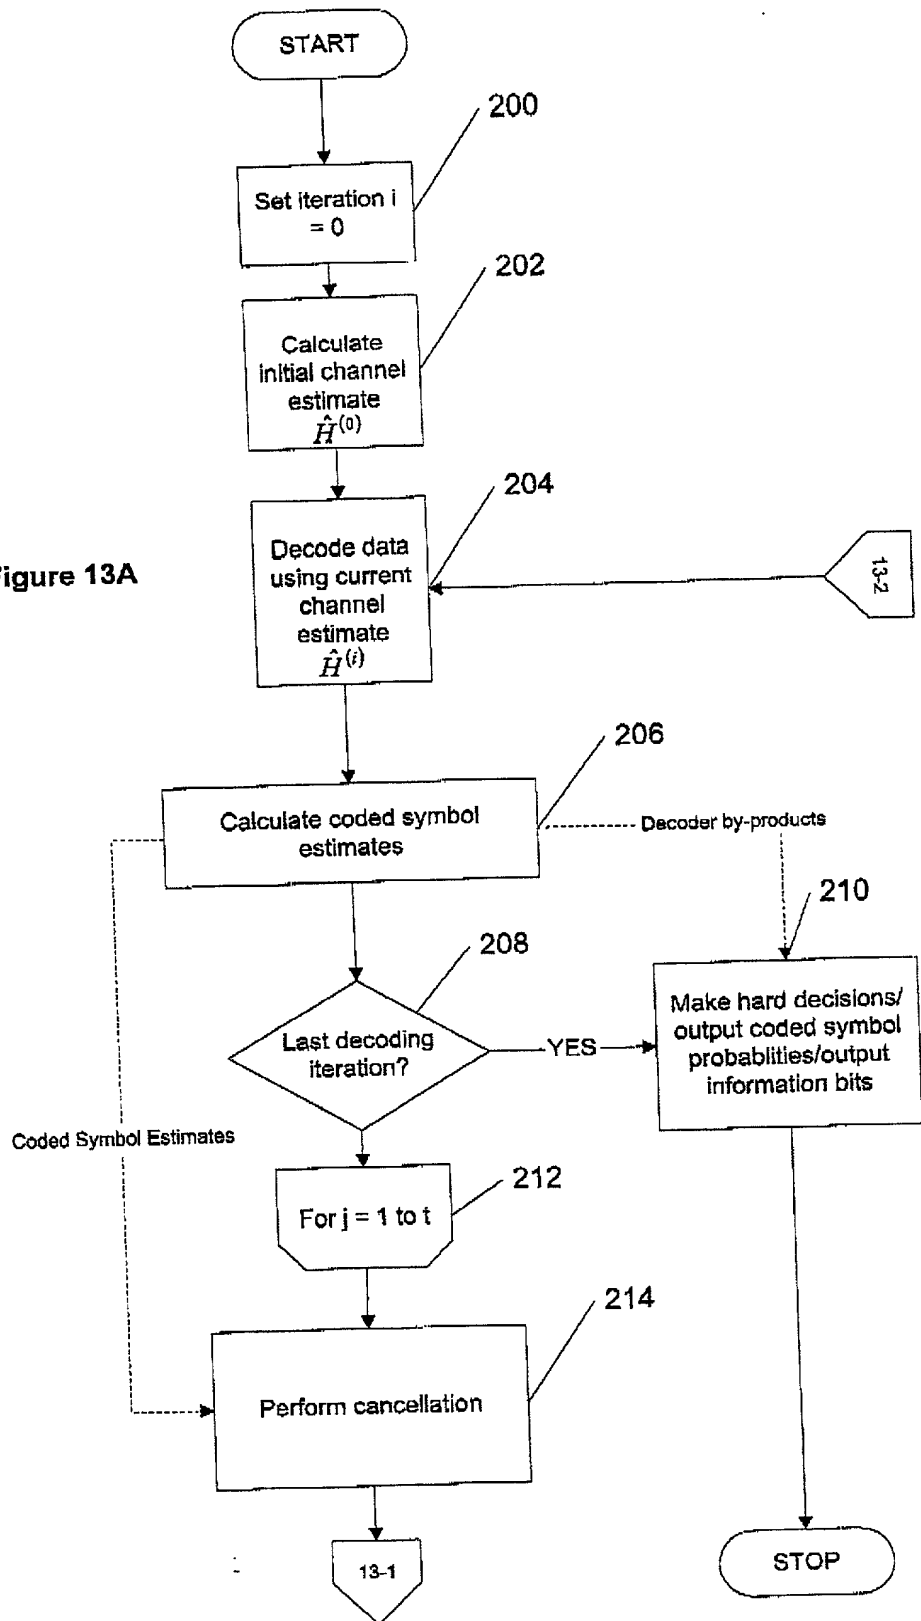 START
200
Set iteration i
= 0
202
Calculate
initial channel
estimate
Ĥ(0)
204
Decode data
using current
channel
estimate
Ĥ(i)
13-2
igure 13A
206
Calculate coded symbol
estimates
Decoder by-products
210
208
Last decoding
iteration?
YES
Make hard decisions/
output coded symbol
probablities/output
information bits
Coded Symbol Estimates
212
For j = 1 to t
214
Perform cancellation
13-1
STOP